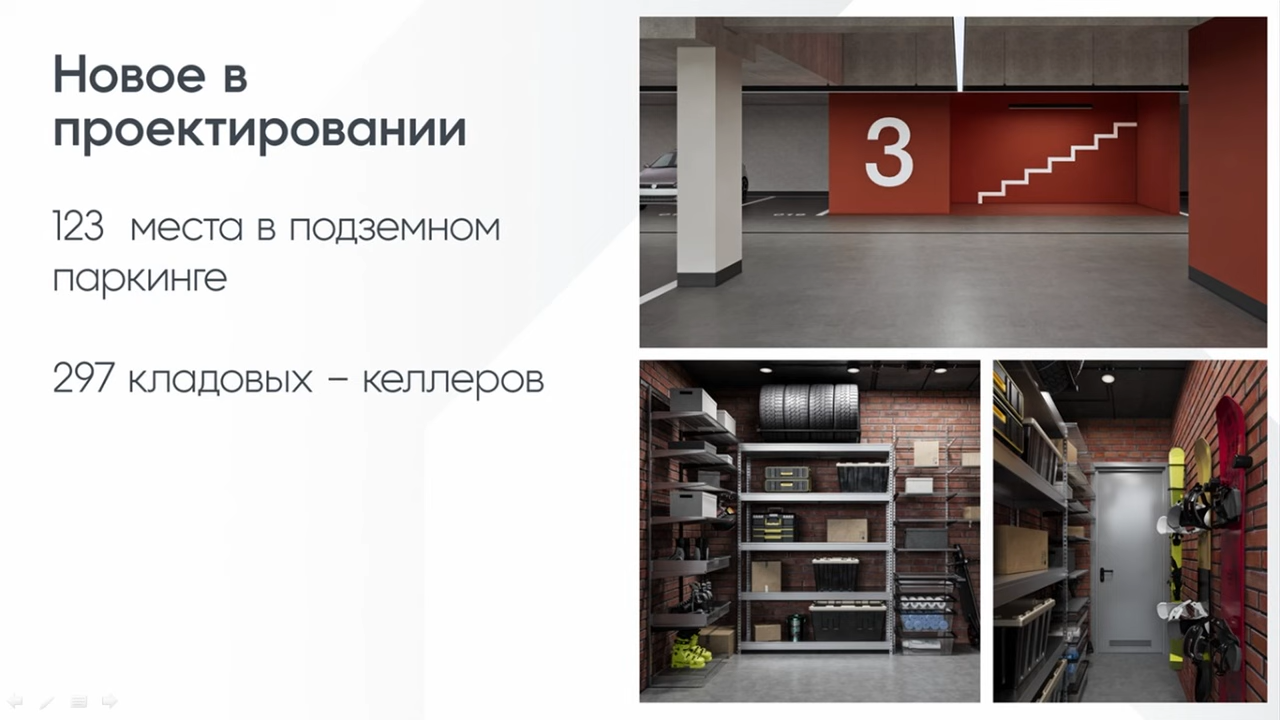 Новое в
проектировании
123 места в подземном
паркинге
297 кладовых – келлеров
3